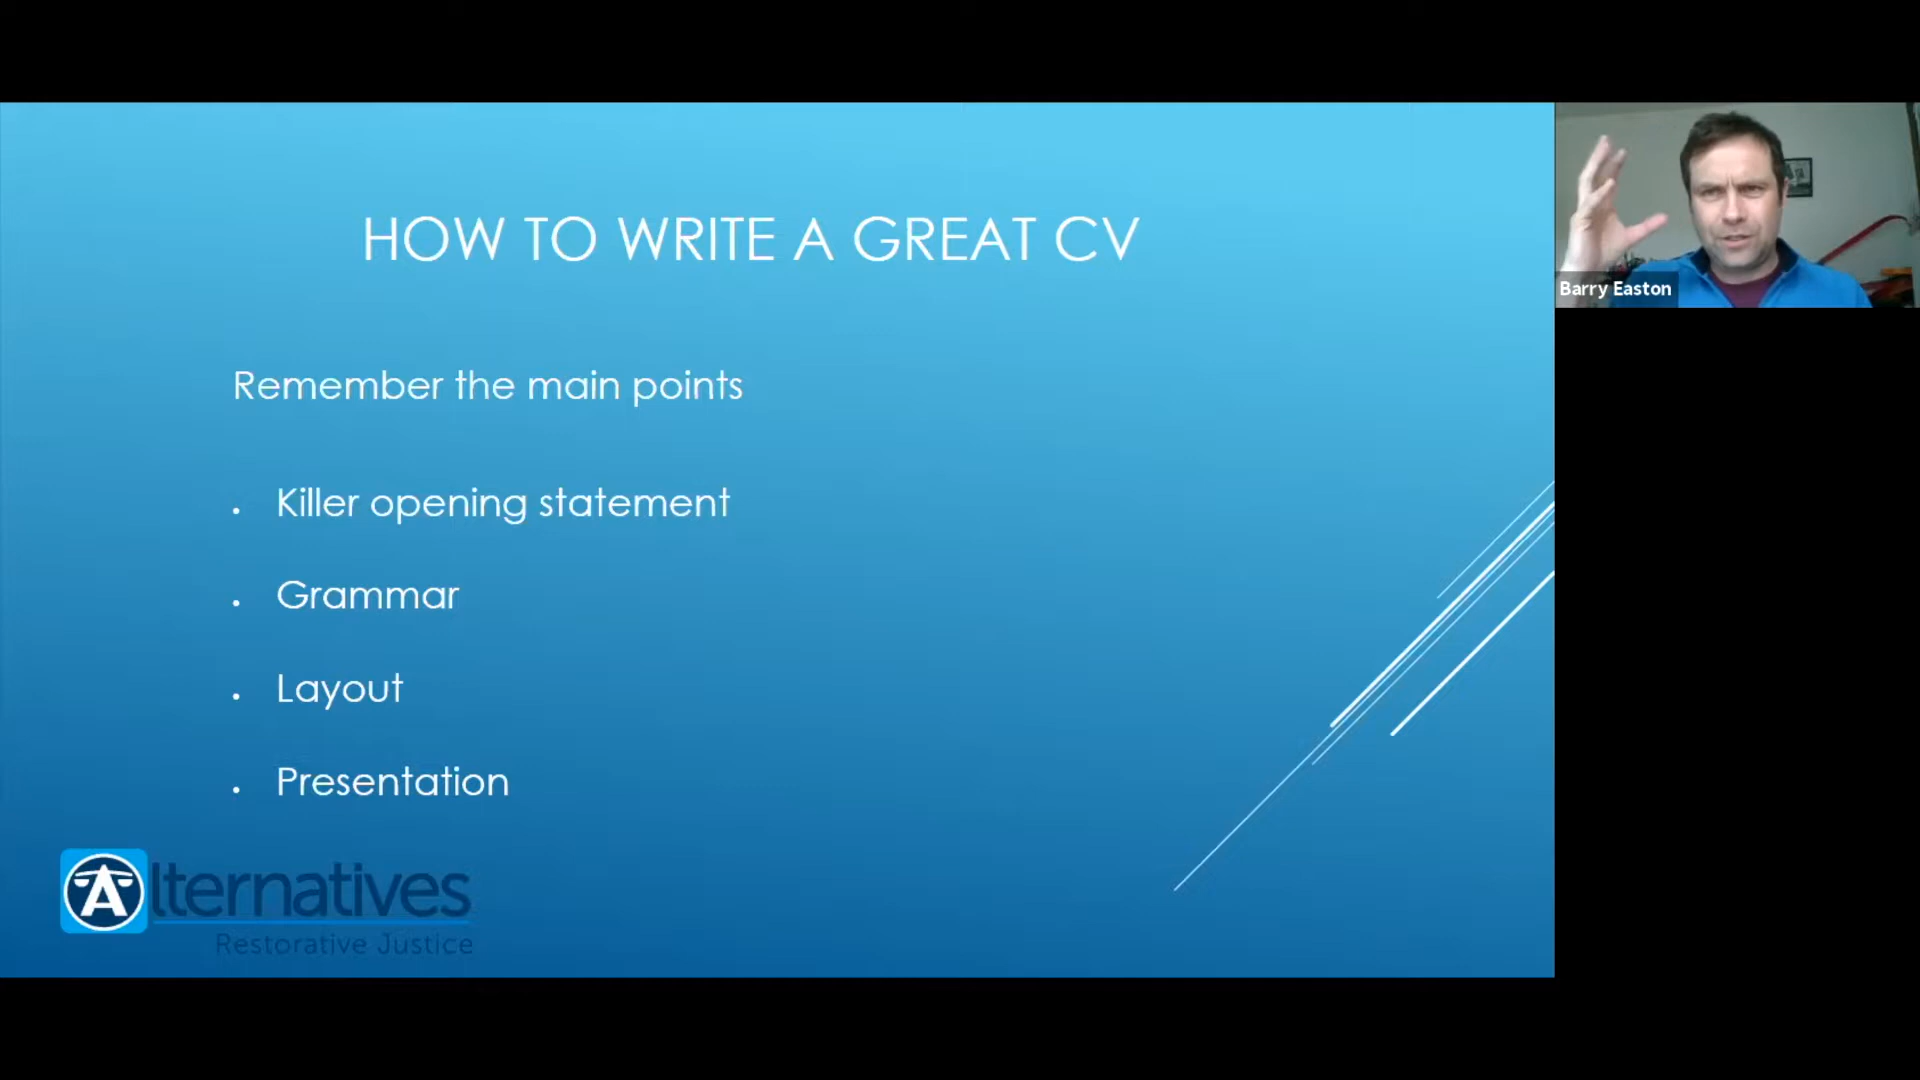 HOW TO WRITE A GREAT CV
Barry Easton
Remember the main points
• Killer opening statement
• Grammar
• Layout
• Presentation
Alternatives
Restorative Justice